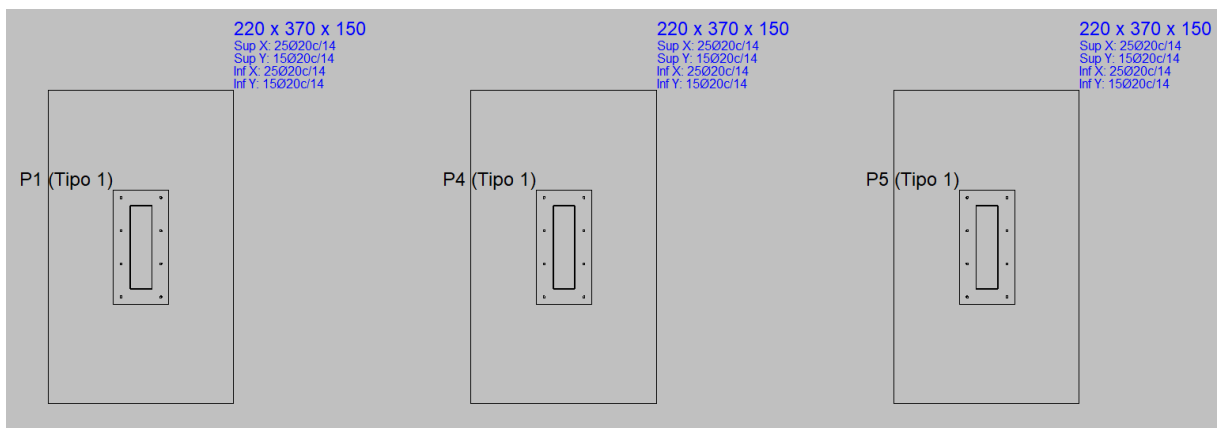 220 x 370 x 150
Sup X: 25Ø20c/14
Sup Y: 15Ø20c/14
Inf X: 25Ø20c/14
Inf Y: 15Ø20c/14
P1 (Tipo 1)
220 x 370 x 150
Sup X: 25Ø20c/14
Sup Y: 15Ø20c/14
Inf X: 25Ø20c/14
Inf Y: 15Ø20c/14
P4 (Tipo 1)
220 x 370 x 150
Sup X: 25Ø20c/14
Sup Y: 15Ø20c/14
Inf X: 25Ø20c/14
Inf Y: 15Ø20c/14
P5 (Tipo 1)